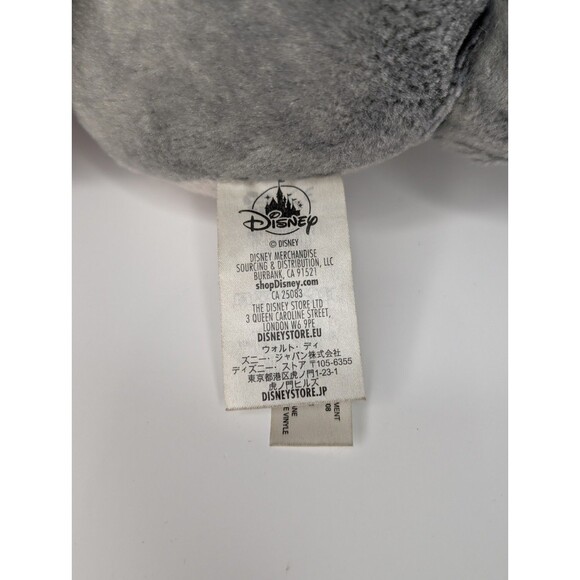 DISNEY
© DISNEY
DISNEY MERCHANDISE
SOURCING & DISTRIBUTION, LLC
BURBANK, CA 91521
shopDisney.com
CA 25083
THE DISNEY STORE LTD
3 QUEEN CAROLINE STREET,
LONDON W6 9PE
DISNEYSTORE.EU
ウォルト・ディ
ズニー・ジャパン株式会社
ディズニー・ストア 〒105-6355
東京都港区虎ノ門1-23-1
虎ノ門ヒルズ
DISNEYSTORE.JP
E VINYLE